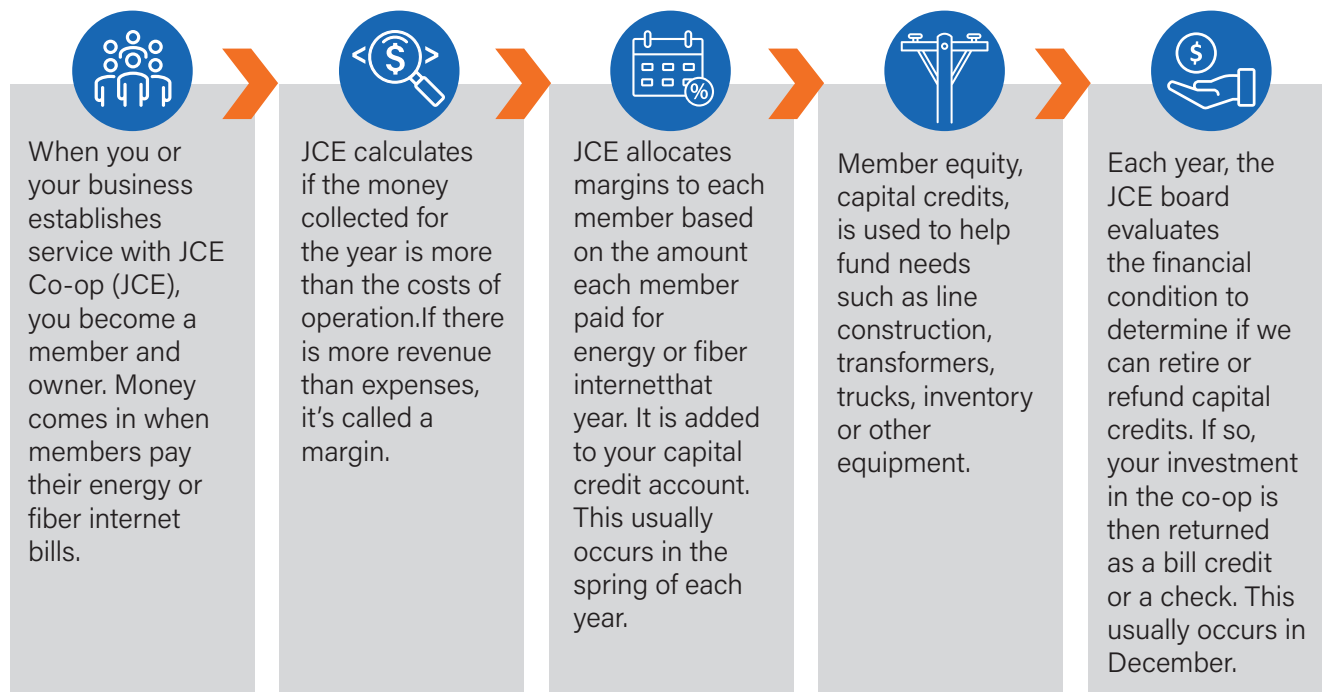 When you or
your business
establishes
service with JCE
Co-op (JCE),
you become a
member and
owner. Money
comes in when
members pay
their energy or
fiber internet
bills.
$
JCE calculates
if the money
collected for
the year is more
than the costs of
operation.If there
is more revenue
than expenses,
it's called a
margin.
%
JCE allocates
margins to each
member based
on the amount
each member
paid for
energy or fiber
internetthat
year. It is added
to your capital
credit account.
This usually
occurs in the
spring of each
year.
Member equity,
capital credits,
is used to help
fund needs
such as line
construction,
transformers,
trucks, inventory
or other
equipment.
$
Each year, the
JCE board
evaluates
the financial
condition to
determine if we
can retire or
refund capital
credits. If so,
your investment
in the co-op is
then returned
as a bill credit
or a check. This
usually occurs in
December.